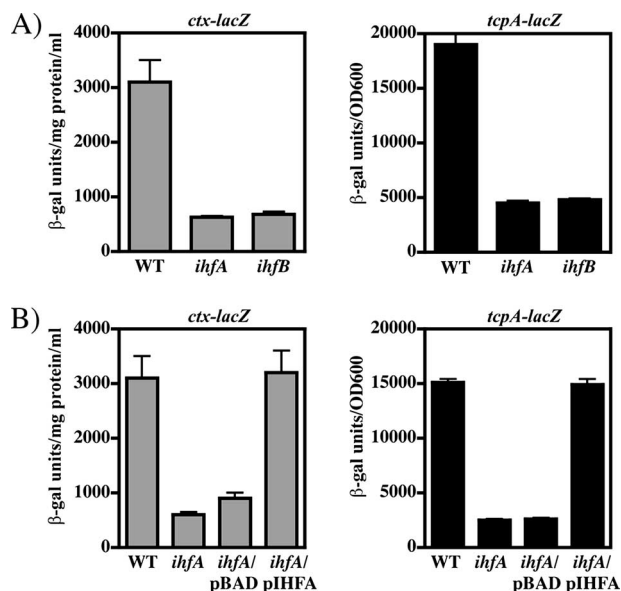 A)
ctx-lacZ
β-gal units/mg protein/ml
4000
3000
2000
1000
0
WT ihfA ihfB
tcpA-lacZ
β-gal units/OD600
20000
15000
10000
5000
0
WT ihfA ihfB
B)
ctx-lacZ
β-gal units/mg protein/ml
4000
3000
2000
1000
0
WT ihfA ihfA/ ihfA/
pBAD pIHFA
tcpA-lacZ
β-gal units/OD600
20000
15000
10000
5000
0
WT ihfA ihfA/ ihfA/
pBAD pIHFA